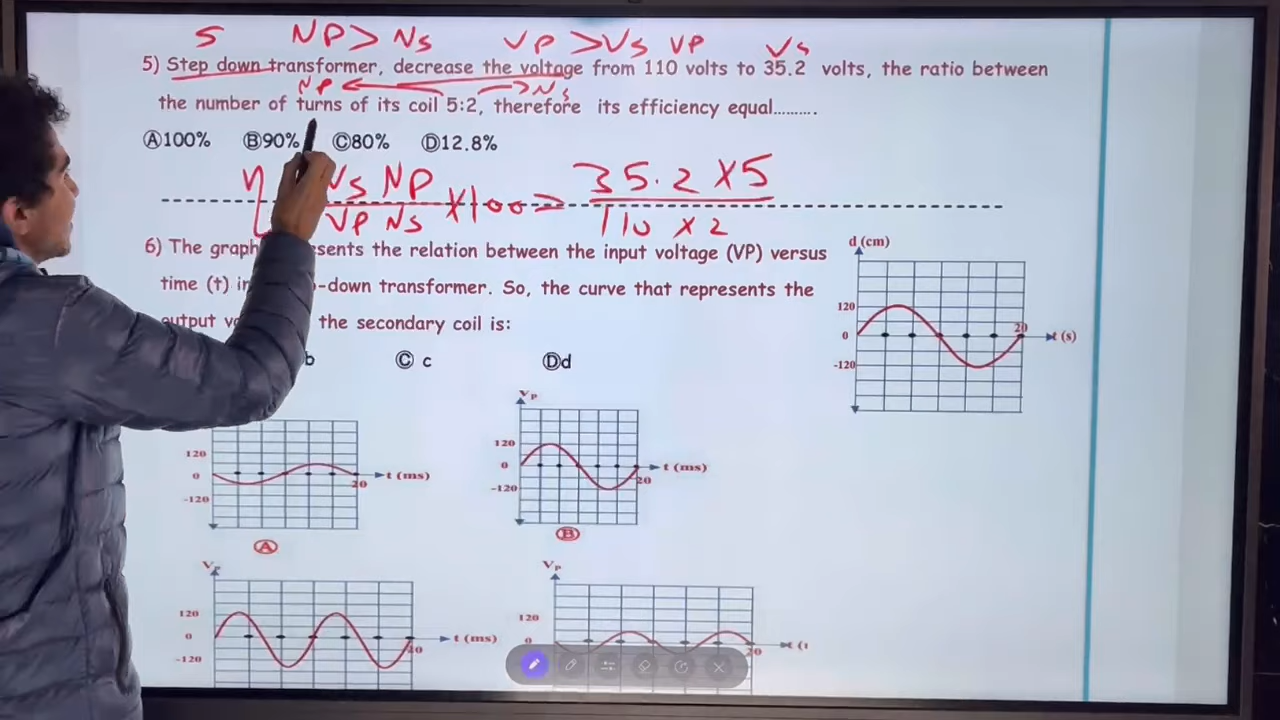 S NP > Ns VP > Vs VP Vs
5) Step down transformer, decrease the voltage from 110 volts to 35.2 volts, the ratio between
NP Ns
the number of turns of its coil 5:2, therefore its efficiency equal..........
Ⓐ100% Ⓑ90% Ⓒ80% Ⓓ12.8%
η Vs NP 35.2 x5
VP Ns x100= 110 x 2
6) The graph sents the relation between the input voltage (VP) versus
time (t) in -down transformer. So, the curve that represents the
output the secondary coil is:
b Ⓒ c Ⓓd
d (cm)
120
0
-120
20
t (s)
120
0
-120
20
t (ms)
Ⓐ
VP
120
0
-120
20
t (ms)
Ⓑ
VP
120
0
-120
t (ms)
VP
120
0
20